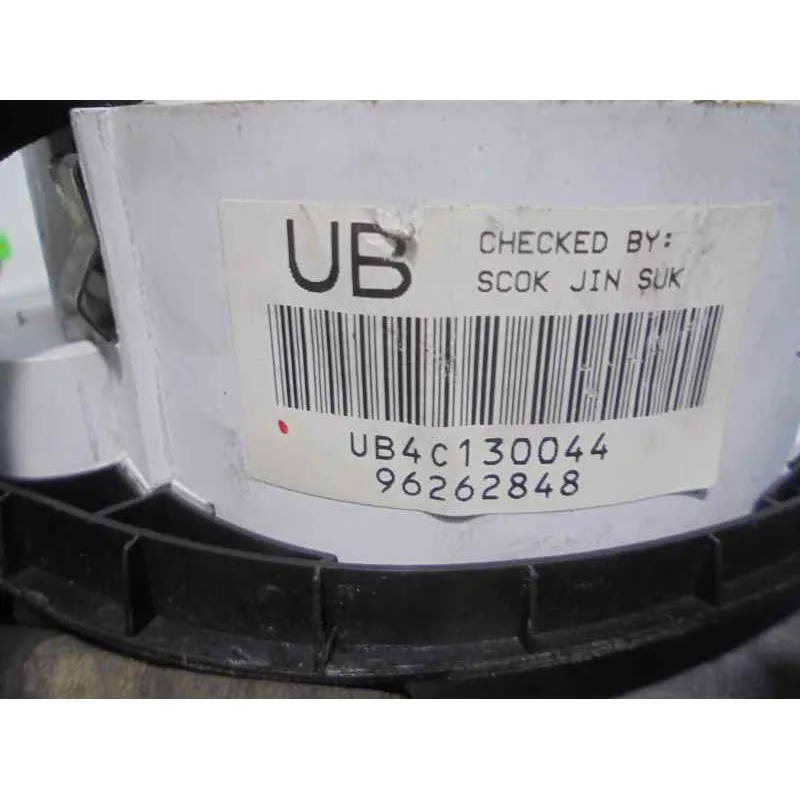 UB
CHECKED BY:
SCOK JIN SUK
UB4C130044
96262848